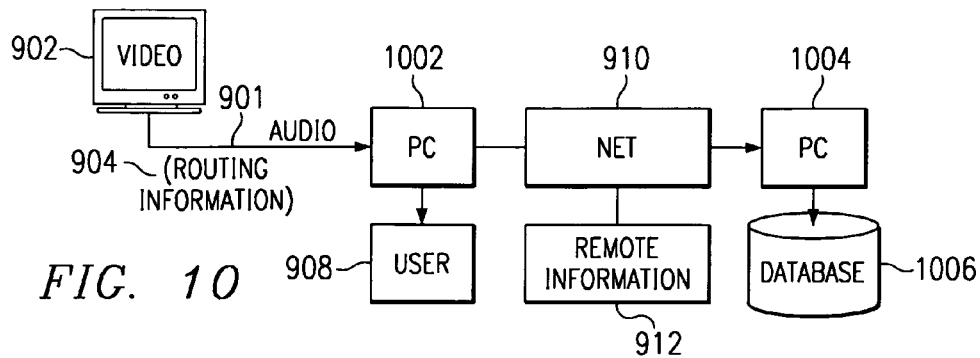 902
VIDEO
901
AUDIO
904
(ROUTING
INFORMATION)
1002
PC
910
NET
1004
PC
908
USER
REMOTE
INFORMATION
912
DATABASE
1006
FIG. 10